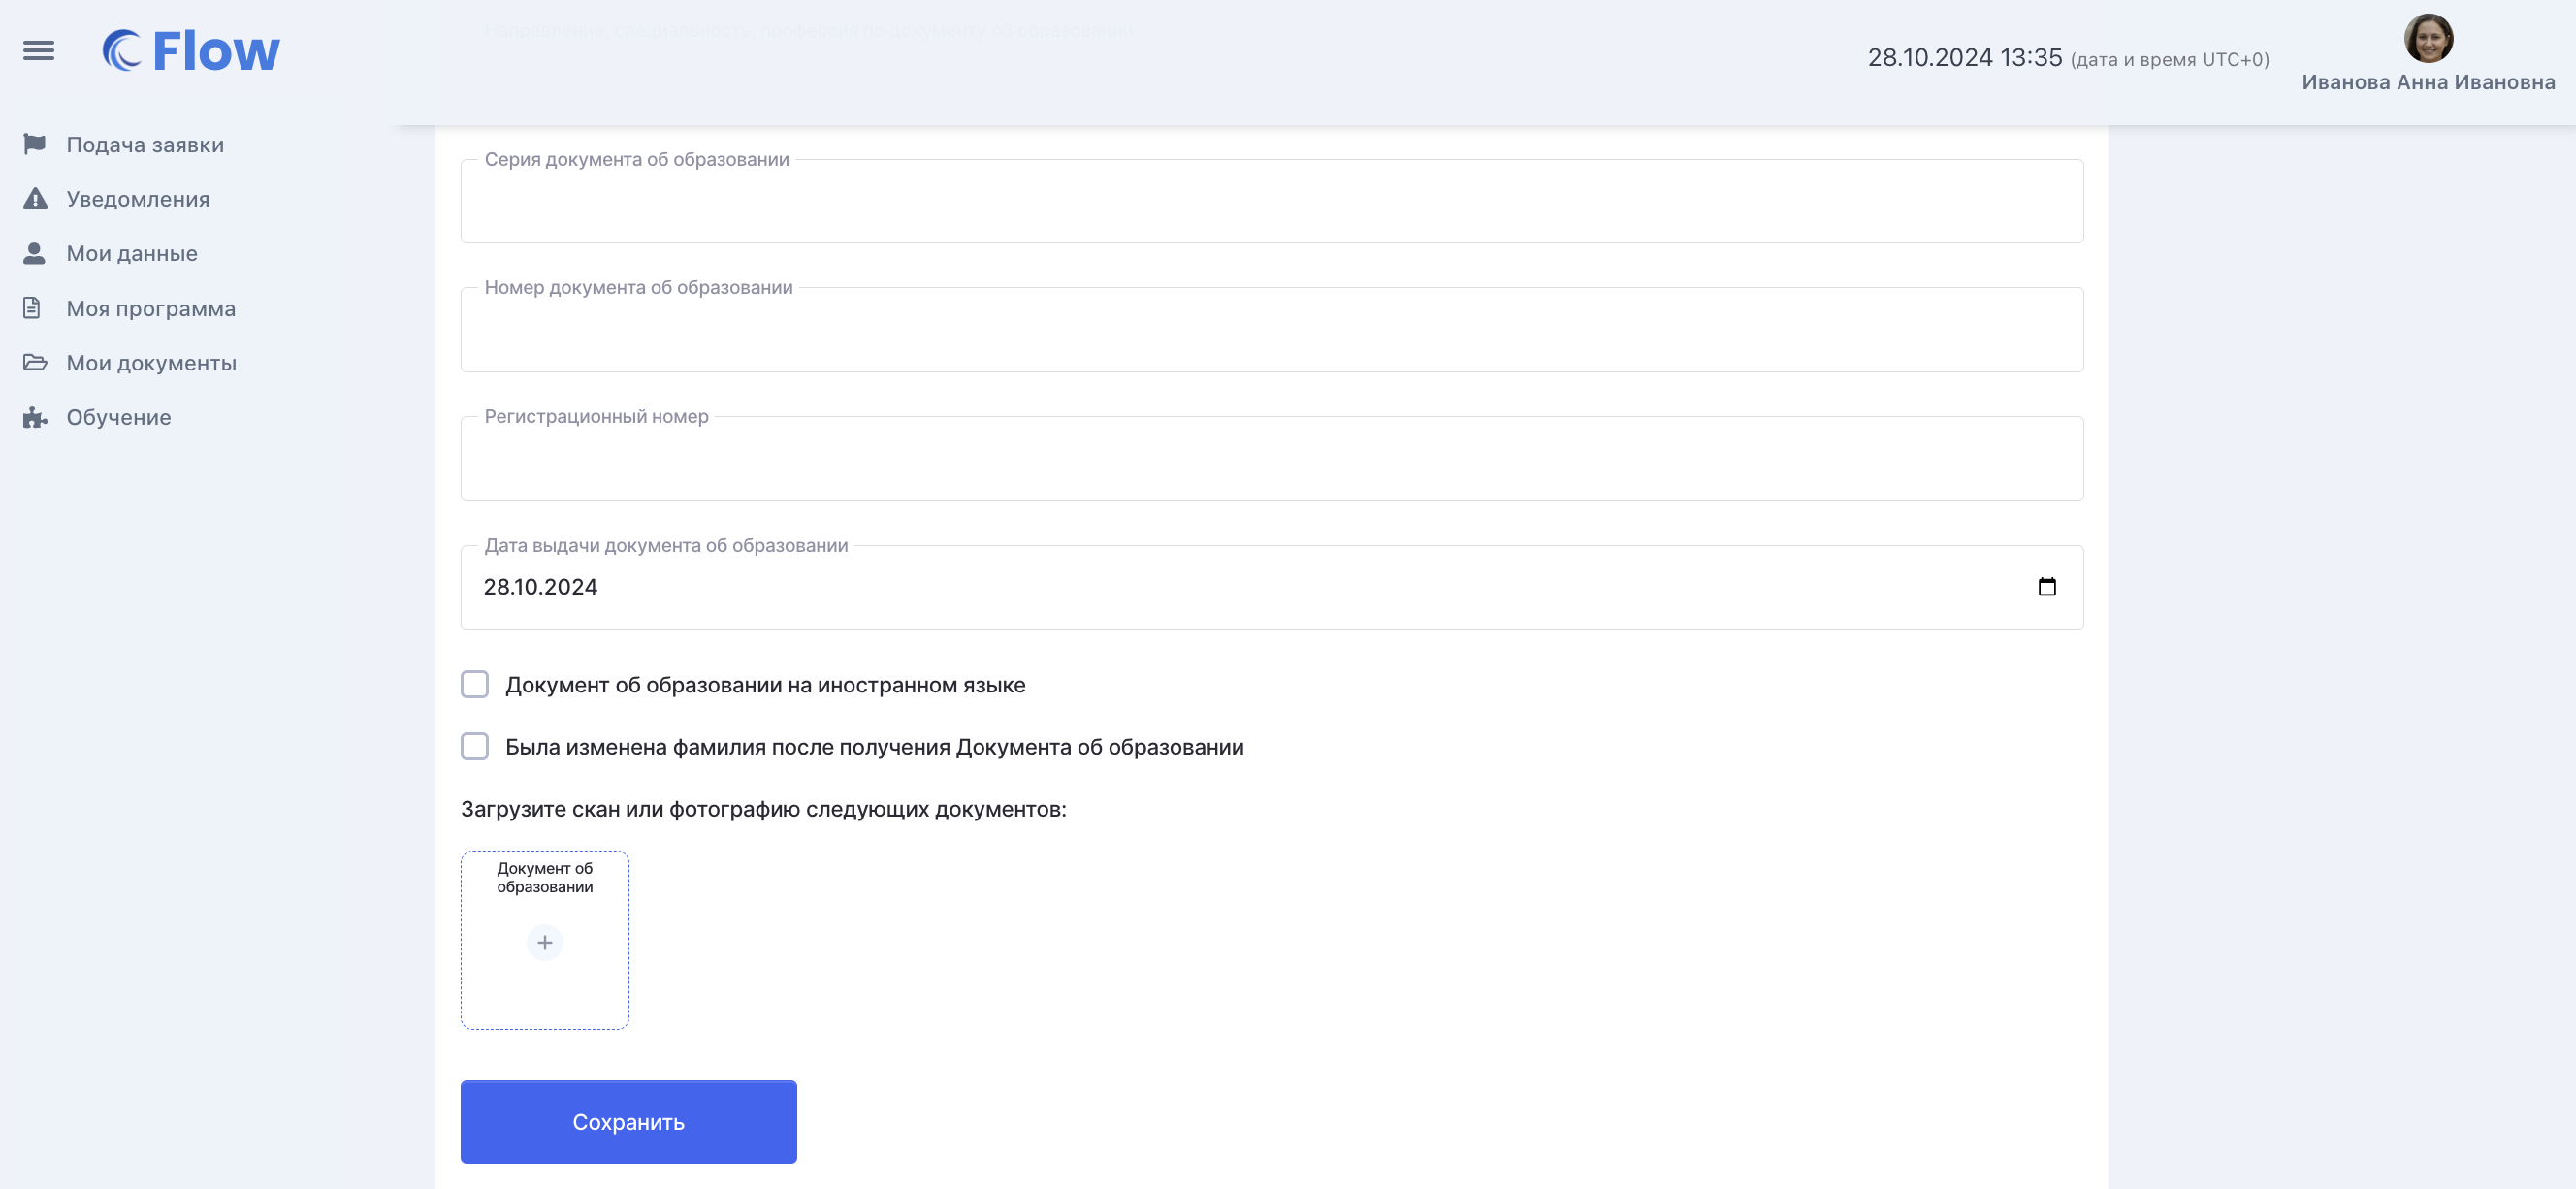 Направление, специальность, профессия по документу об образовании
Flow
28.10.2024 13:35 (дата и время UTC+0)
Иванова Анна Ивановна
Подача заявки
Уведомления
Мои данные
Моя программа
Мои документы
Обучение
Серия документа об образовании
Номер документа об образовании
Регистрационный номер
Дата выдачи документа об образовании
28.10.2024
Документ об образовании на иностранном языке
Была изменена фамилия после получения Документа об образовании
Загрузите скан или фотографию следующих документов:
Документ об
образовании
Сохранить